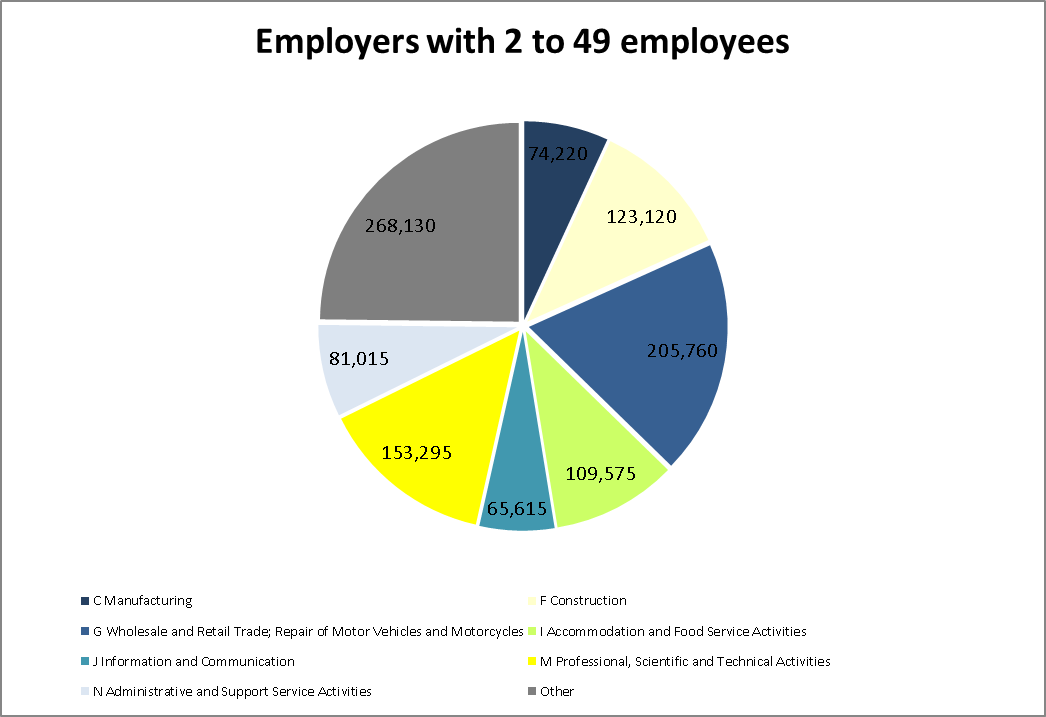 Employers with 2 to 49 employees
74,220
123,120
268,130
205,760
81,015
153,295
109,575
65,615
C Manufacturing
F Construction
G Wholesale and Retail Trade; Repair of Motor Vehicles and Motorcycles
I Accommodation and Food Service Activities
J Information and Communication
M Professional, Scientific and Technical Activities
N Administrative and Support Service Activities
Other